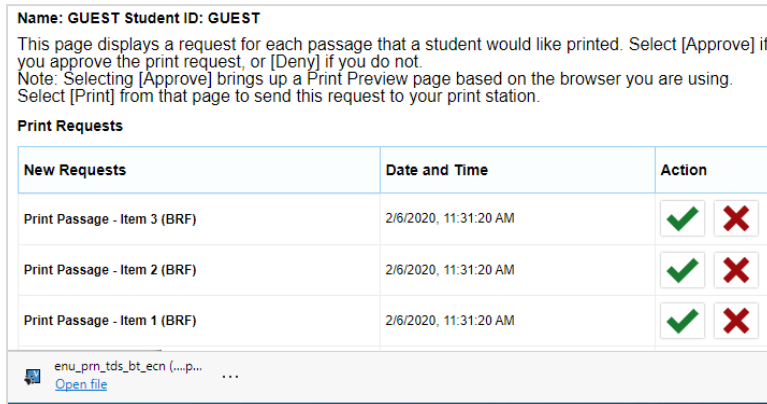 Name: GUEST Student ID: GUEST
This page displays a request for each passage that a student would like printed. Select [Approve] if
you approve the print request, or [Deny] if you do not.
Note: Selecting [Approve] brings up a Print Preview page based on the browser you are using.
Select [Print] from that page to send this request to your print station.
Print Requests
New Requests Date and Time Action
Print Passage - Item 3 (BRF) 2/6/2020, 11:31:20 AM
Print Passage - Item 2 (BRF) 2/6/2020, 11:31:20 AM
Print Passage - Item 1 (BRF) 2/6/2020, 11:31:20 AM
enu_prn_tds_bt_ecn (....p... ...
Open file